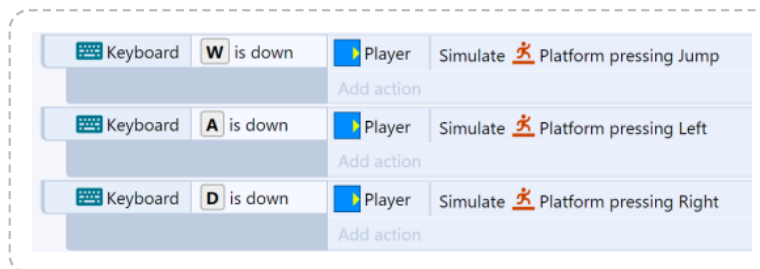 Keyboard W is down Player Simulate Platform pressing Jump
Add action
Keyboard A is down Player Simulate Platform pressing Left
Add action
Keyboard D is down Player Simulate Platform pressing Right
Add action